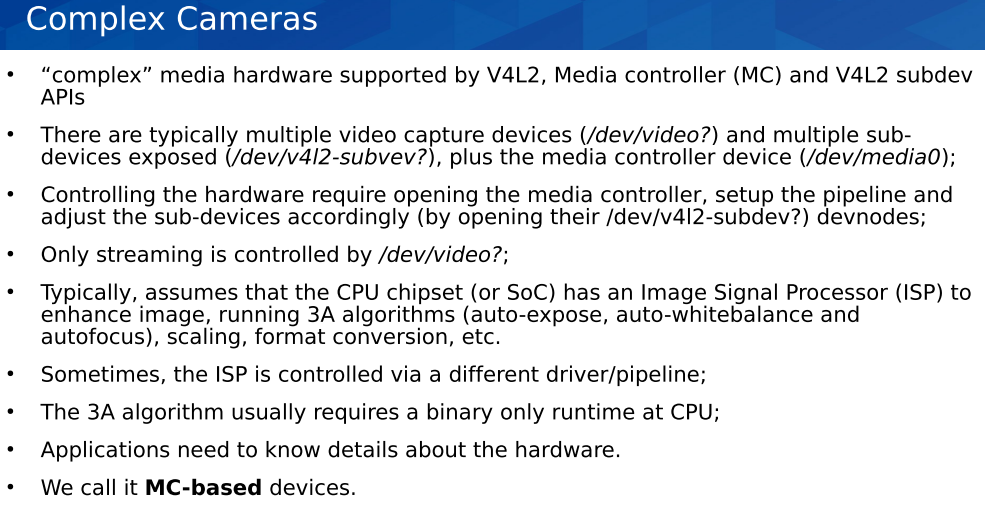 Complex Cameras
• “complex” media hardware supported by V4L2, Media controller (MC) and V4L2 subdev
APIs
• There are typically multiple video capture devices (/dev/video?) and multiple sub-
devices exposed (/dev/v4l2-subvev?), plus the media controller device (/dev/media0);
• Controlling the hardware require opening the media controller, setup the pipeline and
adjust the sub-devices accordingly (by opening their /dev/v4l2-subdev?) devnodes;
• Only streaming is controlled by /dev/video?;
• Typically, assumes that the CPU chipset (or SoC) has an Image Signal Processor (ISP) to
enhance image, running 3A algorithms (auto-expose, auto-whitebalance and
autofocus), scaling, format conversion, etc.
• Sometimes, the ISP is controlled via a different driver/pipeline;
• The 3A algorithm usually requires a binary only runtime at CPU;
• Applications need to know details about the hardware.
• We call it MC-based devices.